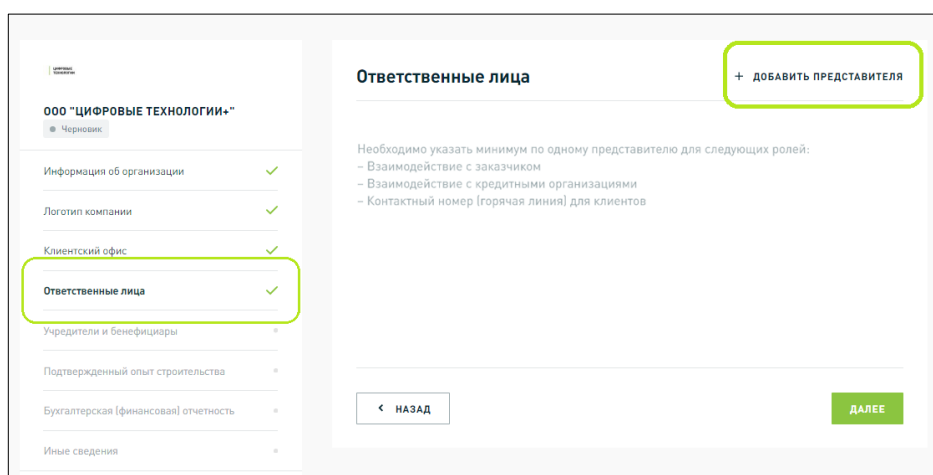 ЦИФРОВЫЕ
ТЕХНОЛОГИИ
ООО "ЦИФРОВЫЕ ТЕХНОЛОГИИ+"
Черновик
Информация об организации
Логотип компании
Клиентский офис
Ответственные лица
Учредители и бенефициары
Подтвержденный опыт строительства
Бухгалтерская (финансовая) отчетность
Иные сведения
Ответственные лица
+ ДОБАВИТЬ ПРЕДСТАВИТЕЛЯ
Необходимо указать минимум по одному представителю для следующих ролей:
– Взаимодействие с заказчиком
– Взаимодействие с кредитными организациями
– Контактный номер (горячая линия) для клиентов
НАЗАД
ДАЛЕЕ